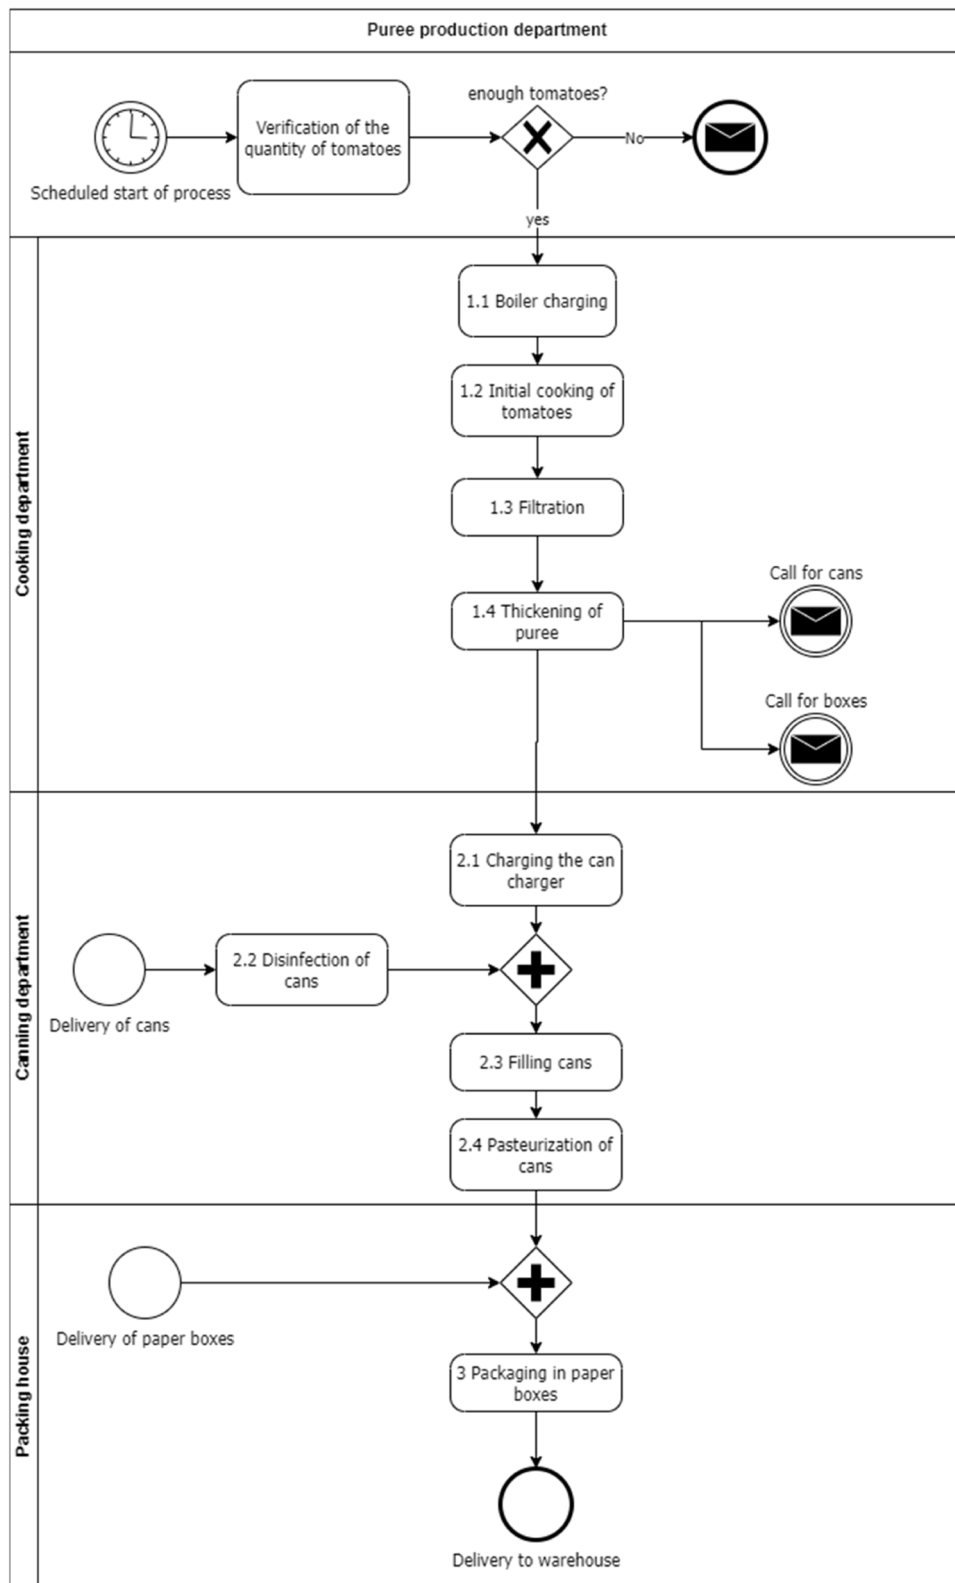 Puree production department
enough tomatoes?
Verification of the
quantity of tomatoes
No
Scheduled start of process
yes
Cooking department
1.1 Boiler charging
1.2 Initial cooking of
tomatoes
1.3 Filtration
Call for cans
1.4 Thickening of
puree
Call for boxes
Canning department
2.1 Charging the can
charger
2.2 Disinfection of
cans
Delivery of cans
2.3 Filling cans
2.4 Pasteurization of
cans
Packing house
Delivery of paper boxes
3 Packaging in paper
boxes
Delivery to warehouse